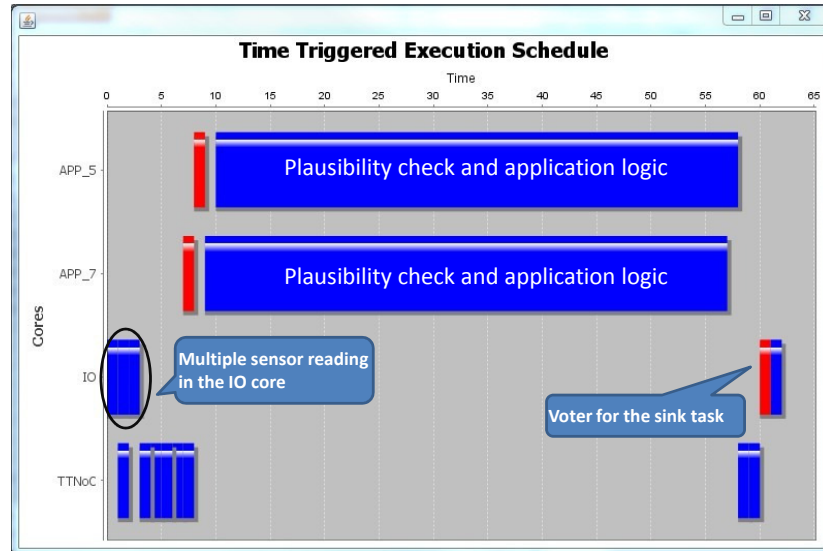 Time Triggered Execution Schedule
Time
0 5 10 15 20 25 30 35 40 45 50 55 60 65
APP_5
Plausibility check and application logic
APP_7
Plausibility check and application logic
Cores
IO
Multiple sensor reading
in the IO core
Voter for the sink task
TTNoC